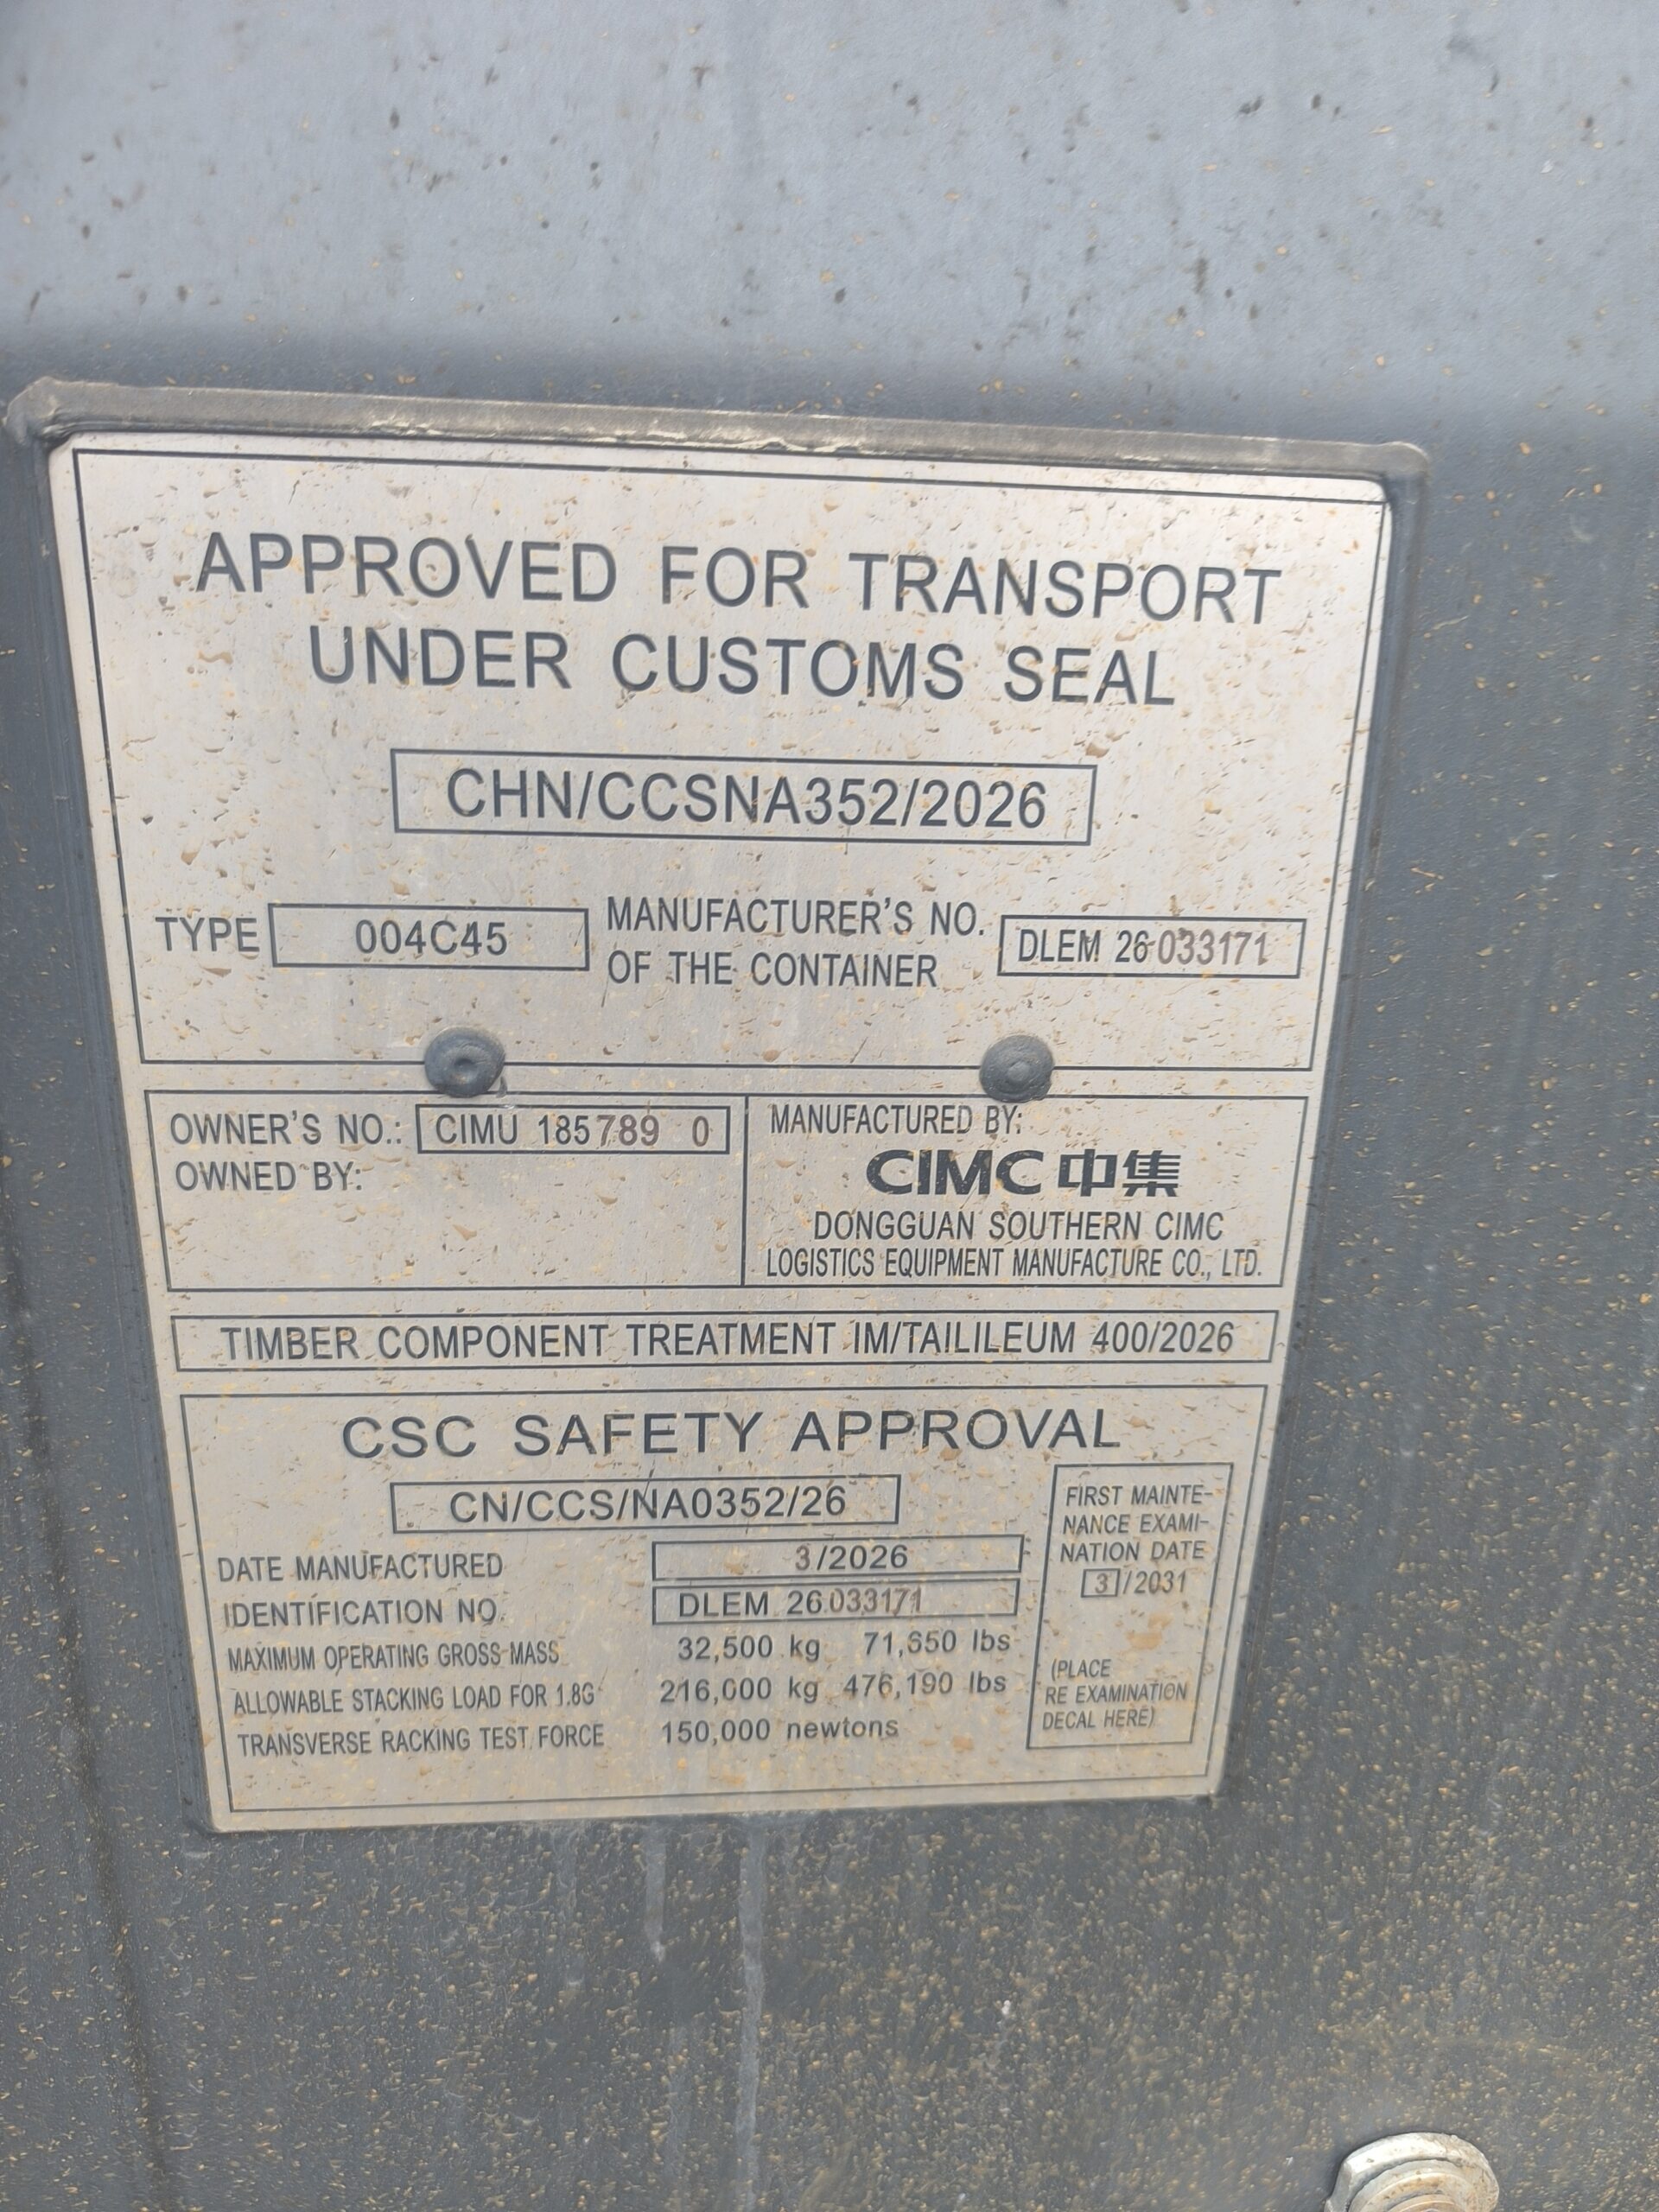 APPROVED FOR TRANSPORT
UNDER CUSTOMS SEAL
CHN/CCSNA352/2026
TYPE 004C45 MANUFACTURER'S NO.
OF THE CONTAINER DLEM 26 033171
OWNER'S NO.: CIMU 185789 0
OWNED BY:
MANUFACTURED BY:
CIMC 中集
DONGGUAN SOUTHERN CIMC
LOGISTICS EQUIPMENT MANUFACTURE CO., LTD.
TIMBER COMPONENT TREATMENT IM/TAILILEUM 400/2026
CSC SAFETY APPROVAL
CN/CCS/NA0352/26
DATE MANUFACTURED 3/2026
IDENTIFICATION NO. DLEM 26 033171
MAXIMUM OPERATING GROSS MASS 32,500 kg 71,650 lbs
ALLOWABLE STACKING LOAD FOR 1.8G 216,000 kg 476,190 lbs
TRANSVERSE RACKING TEST FORCE 150,000 newtons
FIRST MAINTE-
NANCE EXAMI-
NATION DATE
3/2031
(PLACE
RE EXAMINATION
DECAL HERE)